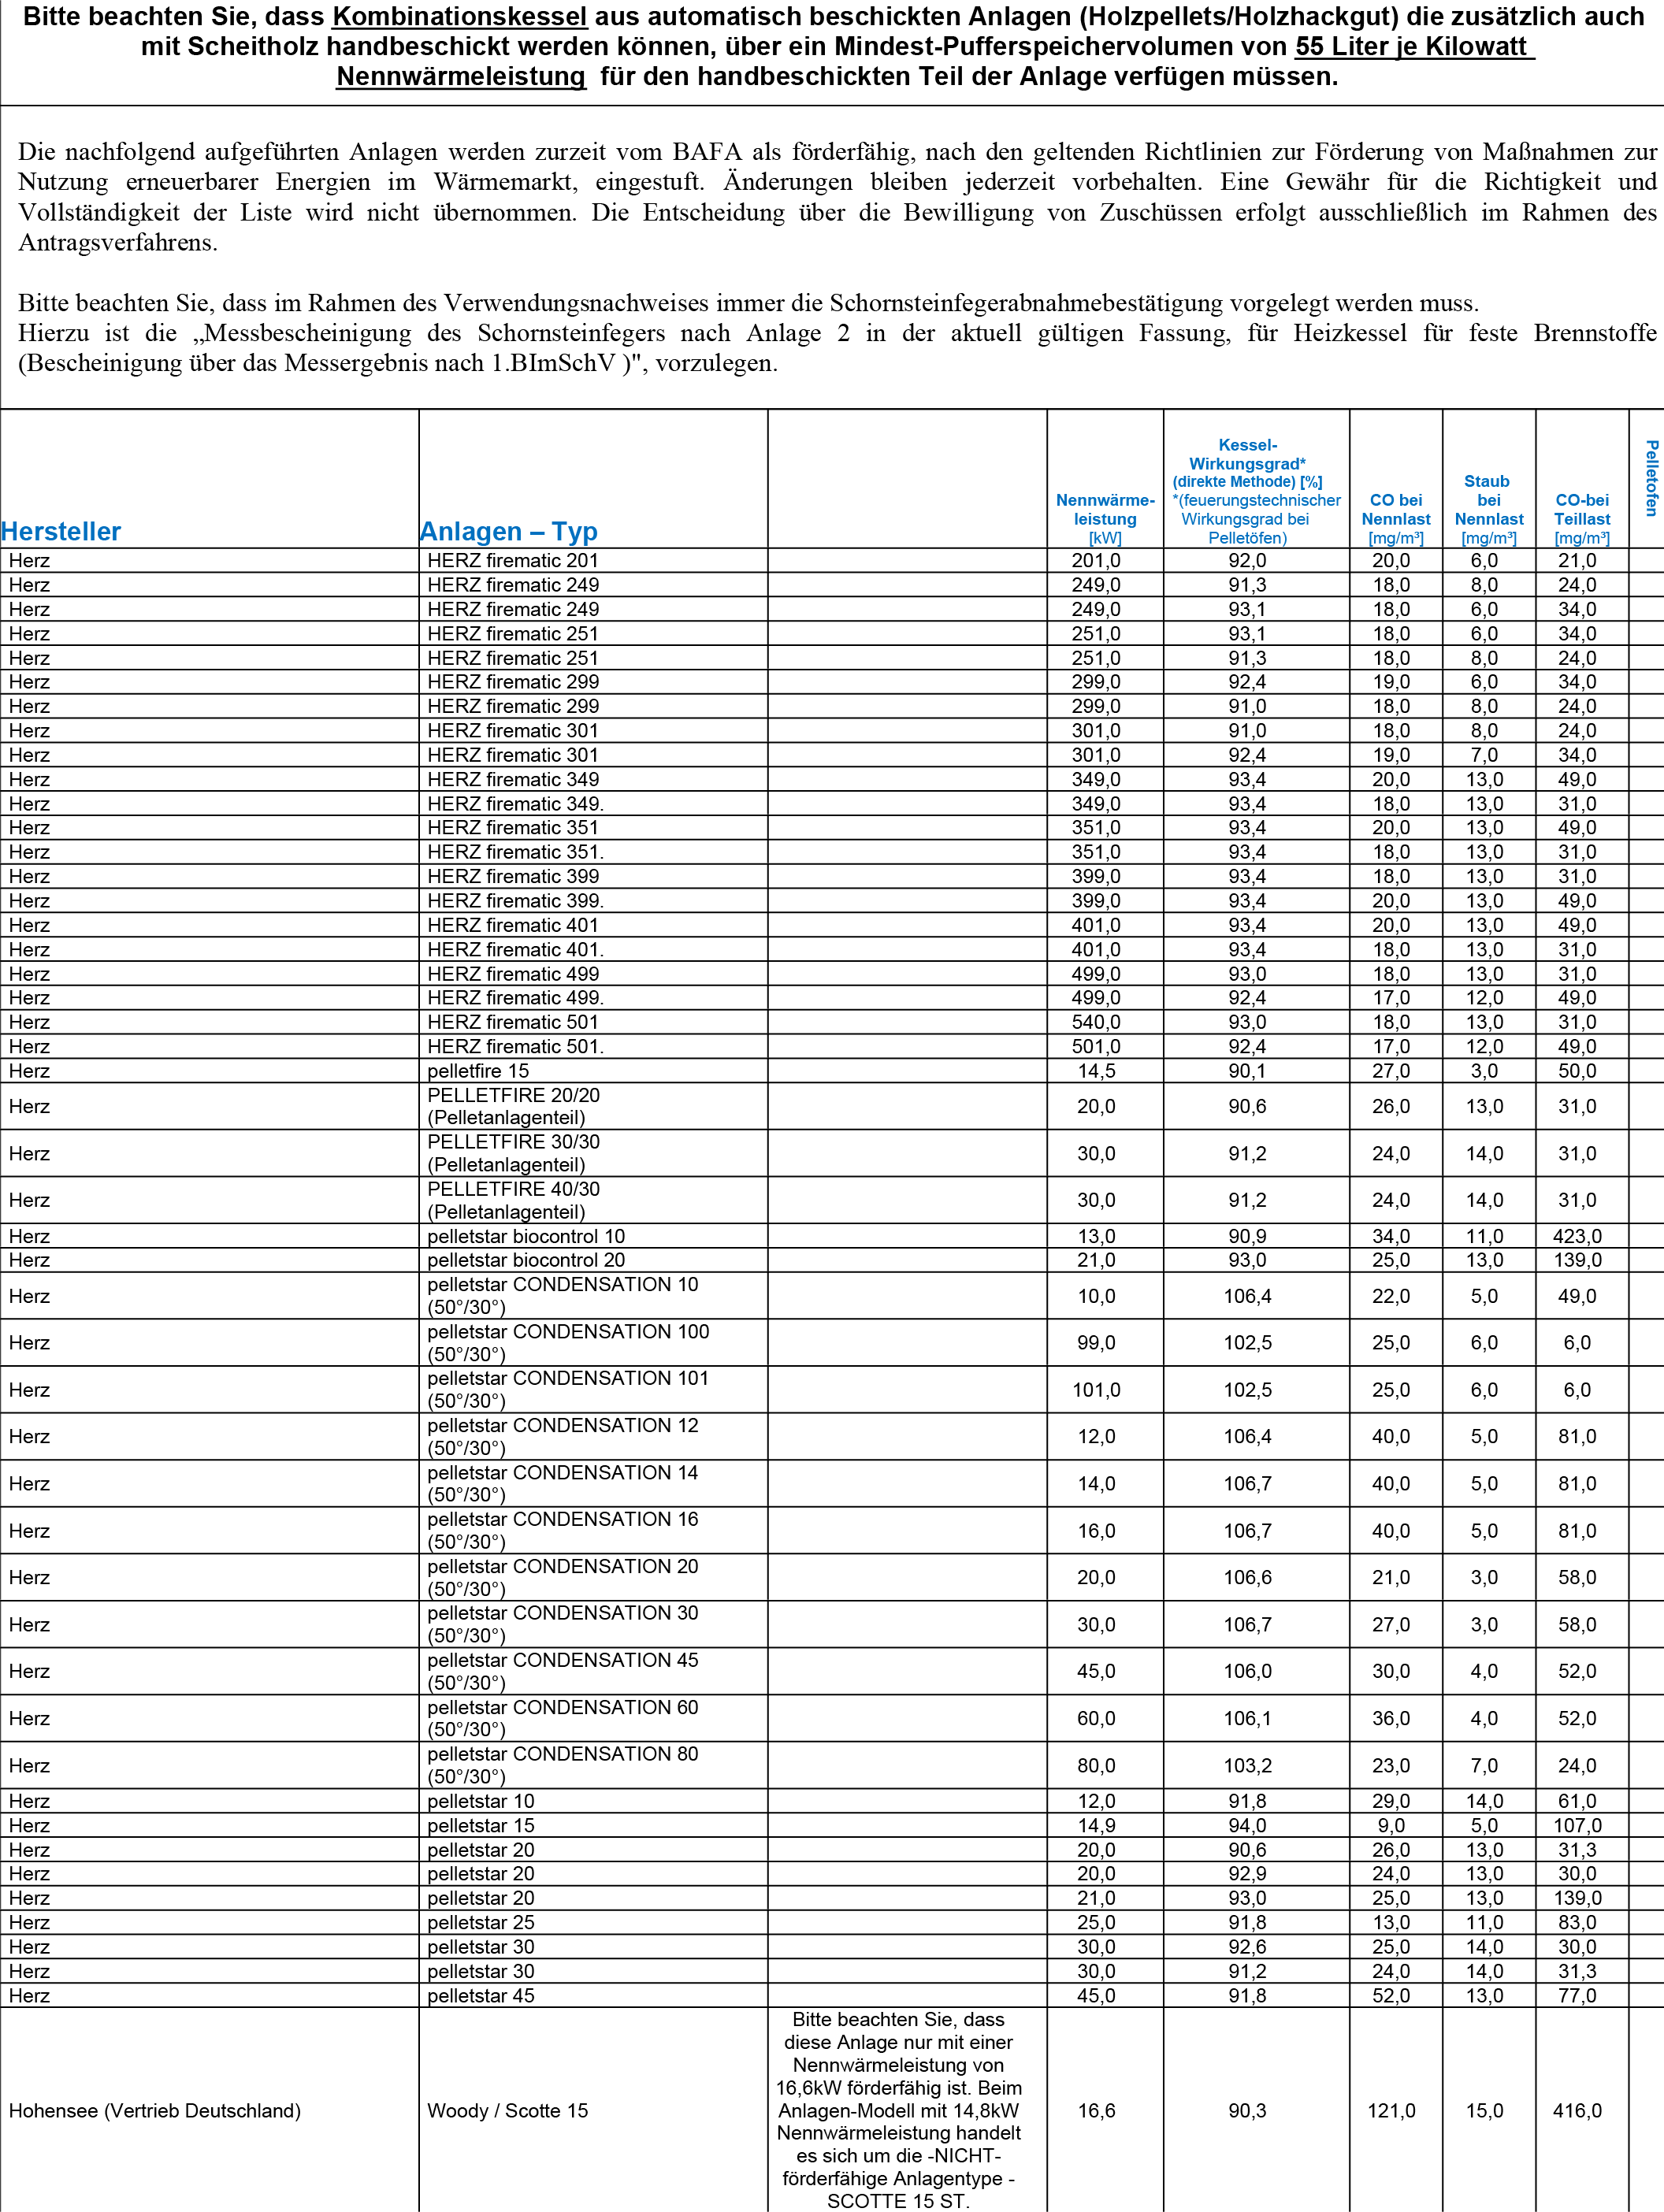 Bitte beachten Sie, dass Kombinationskessel aus automatisch beschickten Anlagen (Holzpellets/Holzhackgut) die zusätzlich auch
mit Scheitholz handbeschickt werden können, über ein Mindest-Pufferspeichervolumen von 55 Liter je Kilowatt
Nennwärmeleistung für den handbeschickten Teil der Anlage verfügen müssen.
Die nachfolgend aufgeführten Anlagen werden zurzeit vom BAFA als förderfähig, nach den geltenden Richtlinien zur Förderung von Maßnahmen zur
Nutzung erneuerbarer Energien im Wärmemarkt, eingestuft. Änderungen bleiben jederzeit vorbehalten. Eine Gewähr für die Richtigkeit und
Vollständigkeit der Liste wird nicht übernommen. Die Entscheidung über die Bewilligung von Zuschüssen erfolgt ausschließlich im Rahmen des
Antragsverfahrens.
Bitte beachten Sie, dass im Rahmen des Verwendungsnachweises immer die Schornsteinfegerabnahmebestätigung vorgelegt werden muss.
Hierzu ist die „Messbescheinigung des Schornsteinfegers nach Anlage 2 in der aktuell gültigen Fassung, für Heizkessel für feste Brennstoffe
(Bescheinigung über das Messergebnis nach 1.BImSchV )", vorzulegen.
Hersteller
Anlagen – Typ
Nennwärme-
leistung
[kW]
Kessel-
Wirkungsgrad*
(direkte Methode) [%]
*(feuerungstechnischer
Wirkungsgrad bei
Pelletöfen)
CO bei
Nennlast
[mg/m³]
Staub
bei
Nennlast
[mg/m³]
CO-bei
Teillast
[mg/m³]
Pelletofen
Herz HERZ firematic 201 201,0 92,0 20,0 6,0 21,0
Herz HERZ firematic 249 249,0 91,3 18,0 8,0 24,0
Herz HERZ firematic 249 249,0 93,1 18,0 6,0 34,0
Herz HERZ firematic 251 251,0 93,1 18,0 6,0 34,0
Herz HERZ firematic 251 251,0 91,3 18,0 8,0 24,0
Herz HERZ firematic 299 299,0 92,4 19,0 6,0 34,0
Herz HERZ firematic 299 299,0 91,0 18,0 8,0 24,0
Herz HERZ firematic 301 301,0 91,0 18,0 8,0 24,0
Herz HERZ firematic 301 301,0 92,4 19,0 7,0 34,0
Herz HERZ firematic 349 349,0 93,4 20,0 13,0 49,0
Herz HERZ firematic 349. 349,0 93,4 18,0 13,0 31,0
Herz HERZ firematic 351 351,0 93,4 20,0 13,0 49,0
Herz HERZ firematic 351. 351,0 93,4 18,0 13,0 31,0
Herz HERZ firematic 399 399,0 93,4 18,0 13,0 31,0
Herz HERZ firematic 399. 399,0 93,4 20,0 13,0 49,0
Herz HERZ firematic 401 401,0 93,4 20,0 13,0 49,0
Herz HERZ firematic 401. 401,0 93,4 18,0 13,0 31,0
Herz HERZ firematic 499 499,0 93,0 18,0 13,0 31,0
Herz HERZ firematic 499. 499,0 92,4 17,0 12,0 49,0
Herz HERZ firematic 501 540,0 93,0 18,0 13,0 31,0
Herz HERZ firematic 501. 501,0 92,4 17,0 12,0 49,0
Herz pelletfire 15 14,5 90,1 27,0 3,0 50,0
Herz PELLETFIRE 20/20
(Pelletanlagenteil) 20,0 90,6 26,0 13,0 31,0
Herz PELLETFIRE 30/30
(Pelletanlagenteil) 30,0 91,2 24,0 14,0 31,0
Herz PELLETFIRE 40/30
(Pelletanlagenteil) 30,0 91,2 24,0 14,0 31,0
Herz pelletstar biocontrol 10 13,0 90,9 34,0 11,0 423,0
Herz pelletstar biocontrol 20 21,0 93,0 25,0 13,0 139,0
Herz pelletstar CONDENSATION 10
(50°/30°) 10,0 106,4 22,0 5,0 49,0
Herz pelletstar CONDENSATION 100
(50°/30°) 99,0 102,5 25,0 6,0 6,0
Herz pelletstar CONDENSATION 101
(50°/30°) 101,0 102,5 25,0 6,0 6,0
Herz pelletstar CONDENSATION 12
(50°/30°) 12,0 106,4 40,0 5,0 81,0
Herz pelletstar CONDENSATION 14
(50°/30°) 14,0 106,7 40,0 5,0 81,0
Herz pelletstar CONDENSATION 16
(50°/30°) 16,0 106,7 40,0 5,0 81,0
Herz pelletstar CONDENSATION 20
(50°/30°) 20,0 106,6 21,0 3,0 58,0
Herz pelletstar CONDENSATION 30
(50°/30°) 30,0 106,7 27,0 3,0 58,0
Herz pelletstar CONDENSATION 45
(50°/30°) 45,0 106,0 30,0 4,0 52,0
Herz pelletstar CONDENSATION 60
(50°/30°) 60,0 106,1 36,0 4,0 52,0
Herz pelletstar CONDENSATION 80
(50°/30°) 80,0 103,2 23,0 7,0 24,0
Herz pelletstar 10 12,0 91,8 29,0 14,0 61,0
Herz pelletstar 15 14,9 94,0 9,0 5,0 107,0
Herz pelletstar 20 20,0 90,6 26,0 13,0 31,3
Herz pelletstar 20 20,0 92,9 24,0 13,0 30,0
Herz pelletstar 20 21,0 93,0 25,0 13,0 139,0
Herz pelletstar 25 25,0 91,8 13,0 11,0 83,0
Herz pelletstar 30 30,0 92,6 25,0 14,0 30,0
Herz pelletstar 30 30,0 91,2 24,0 14,0 31,3
Herz pelletstar 45 45,0 91,8 52,0 13,0 77,0
Hohensee (Vertrieb Deutschland) Woody / Scotte 15
Bitte beachten Sie, dass
diese Anlage nur mit einer
Nennwärmeleistung von
16,6kW förderfähig ist. Beim
Anlagen-Modell mit 14,8kW
Nennwärmeleistung handelt
es sich um die -NICHT-
förderfähige Anlagentype -
SCOTTE 15 ST.
16,6 90,3 121,0 15,0 416,0